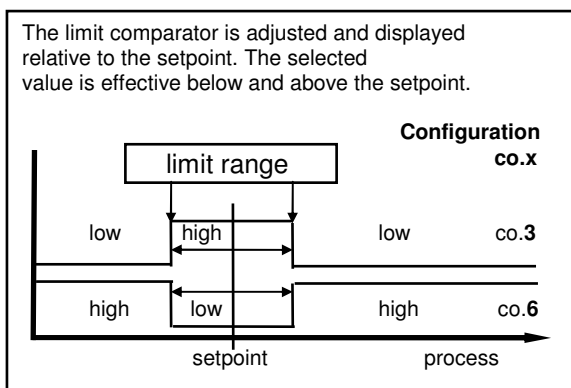 The limit comparator is adjusted and displayed
relative to the setpoint. The selected
value is effective below and above the setpoint.
Configuration
co.x
limit range
low high low co.3
high low high co.6
setpoint process